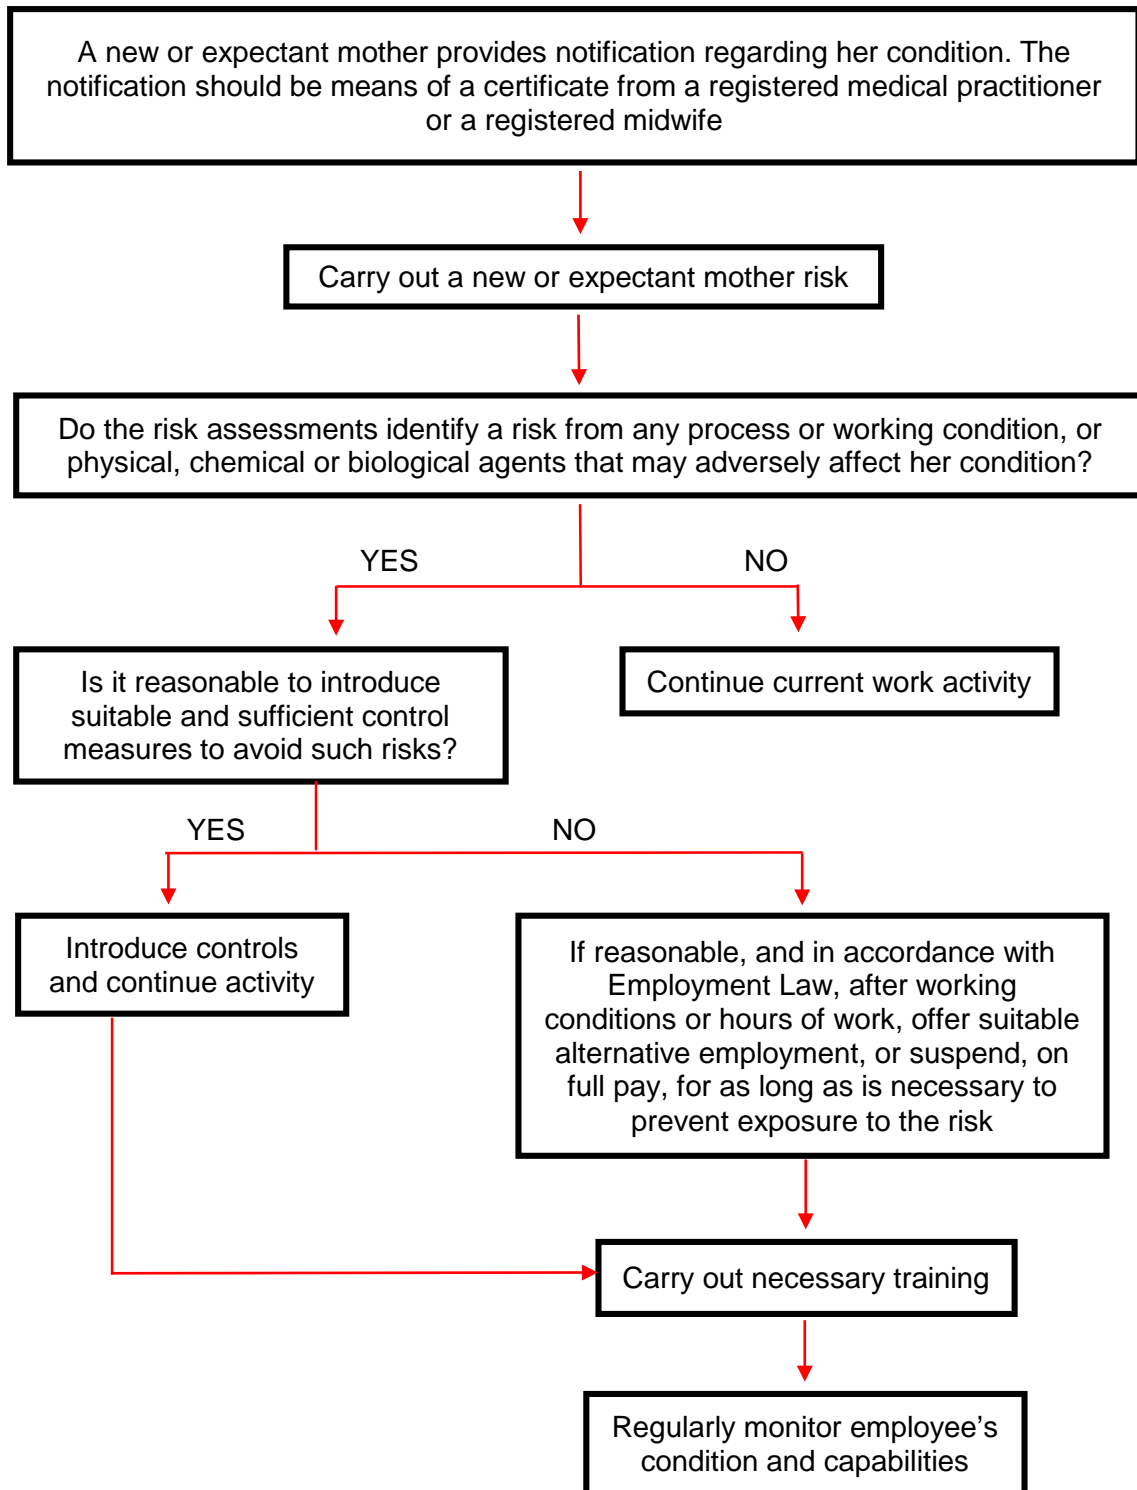 A new or expectant mother provides notification regarding her condition. The
notification should be means of a certificate from a registered medical practitioner
or a registered midwife
Carry out a new or expectant mother risk
Do the risk assessments identify a risk from any process or working condition, or
physical, chemical or biological agents that may adversely affect her condition?
YES
NO
Is it reasonable to introduce
suitable and sufficient control
measures to avoid such risks?
Continue current work activity
YES
NO
Introduce controls
and continue activity
If reasonable, and in accordance with
Employment Law, after working
conditions or hours of work, offer suitable
alternative employment, or suspend, on
full pay, for as long as is necessary to
prevent exposure to the risk
Carry out necessary training
Regularly monitor employee’s
condition and capabilities